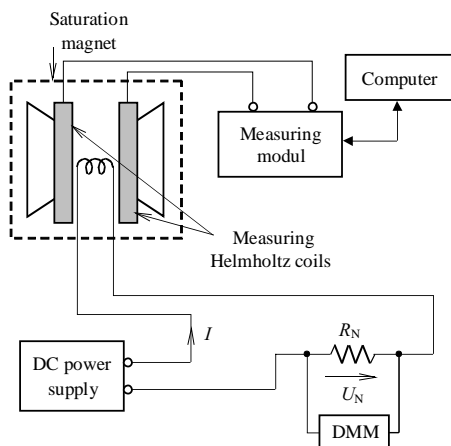 Saturation
magnet
Computer
Measuring
modul
Measuring
Helmholtz coils
I
DC power
supply
R_N
U_N
DMM